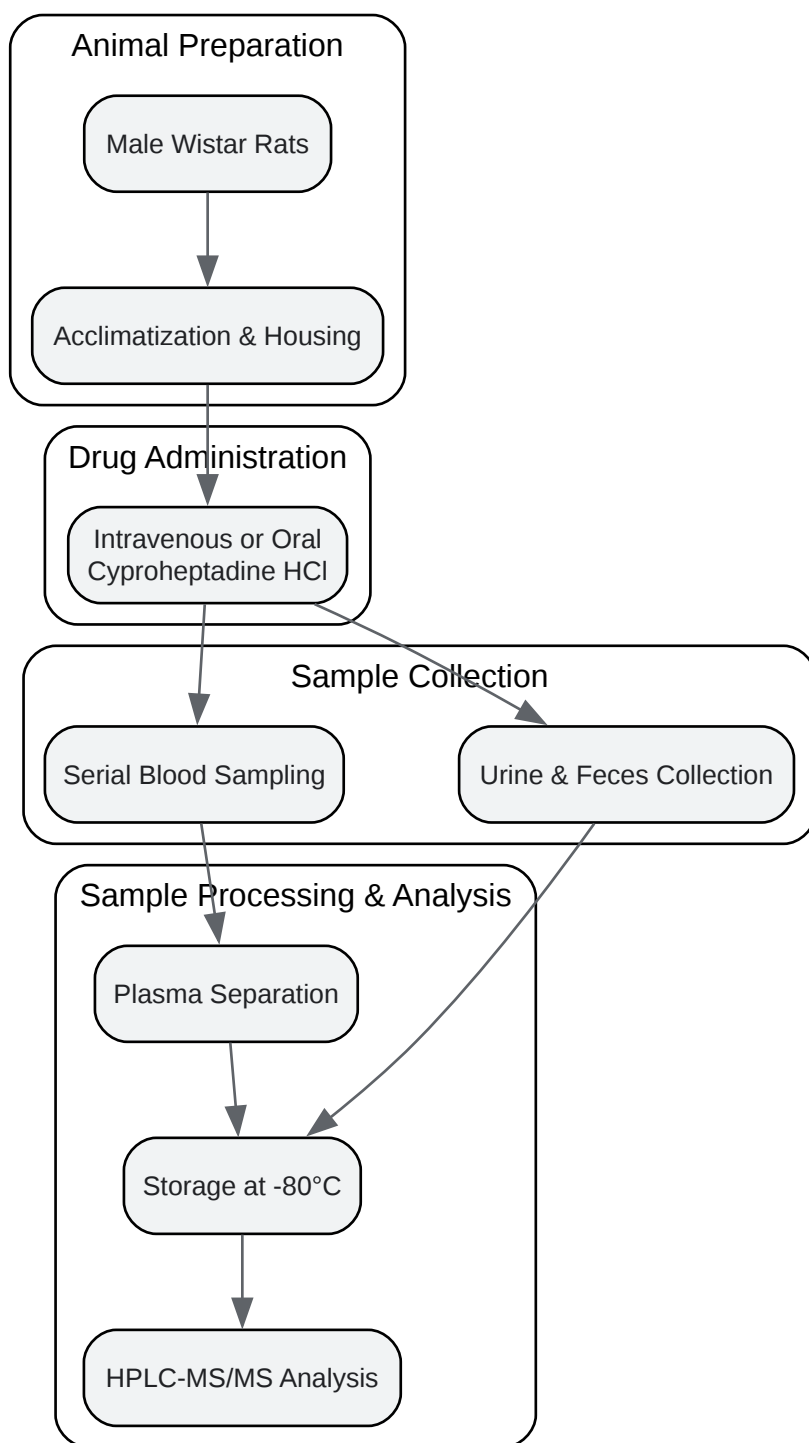 Animal Preparation
Male Wistar Rats
Acclimatization & Housing
Drug Administration
Intravenous or Oral
Cyproheptadine HCl
Sample Collection
Serial Blood Sampling
Urine & Feces Collection
Sample Processing & Analysis
Plasma Separation
Storage at -80°C
HPLC-MS/MS Analysis